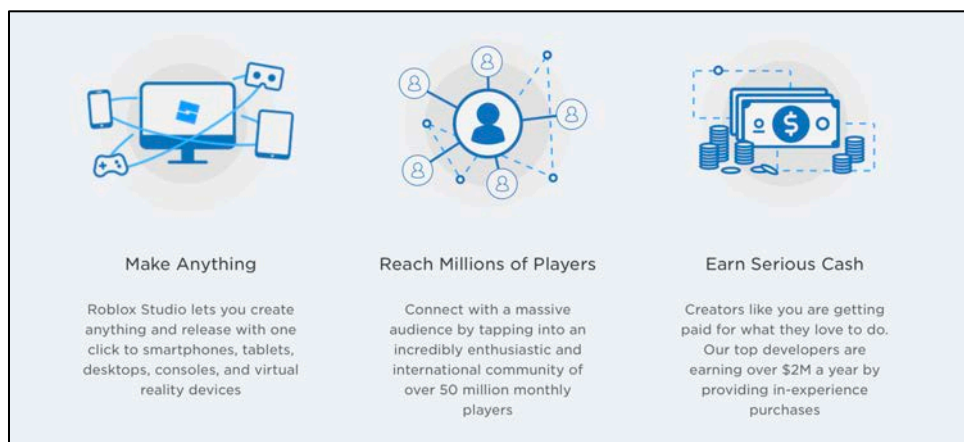 Make Anything
Roblox Studio lets you create
anything and release with one
click to smartphones, tablets,
desktops, consoles, and virtual
reality devices
Reach Millions of Players
Connect with a massive
audience by tapping into an
incredibly enthusiastic and
international community of
over 50 million monthly
players
Earn Serious Cash
Creators like you are getting
paid for what they love to do.
Our top developers are
earning over $2M a year by
providing in-experience
purchases